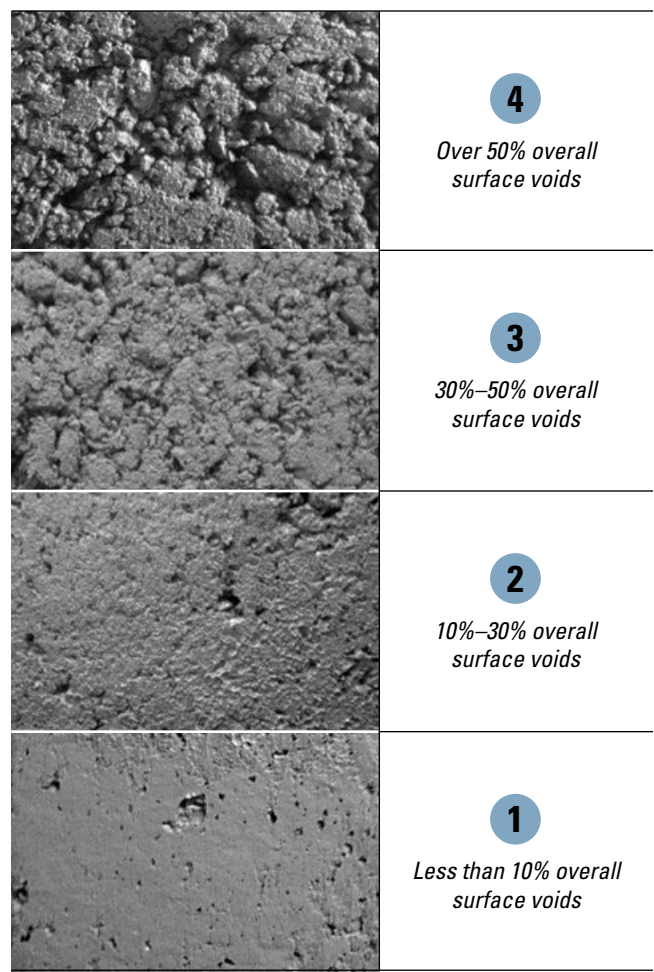 4
Over 50% overall
surface voids
3
30%–50% overall
surface voids
2
10%–30% overall
surface voids
1
Less than 10% overall
surface voids